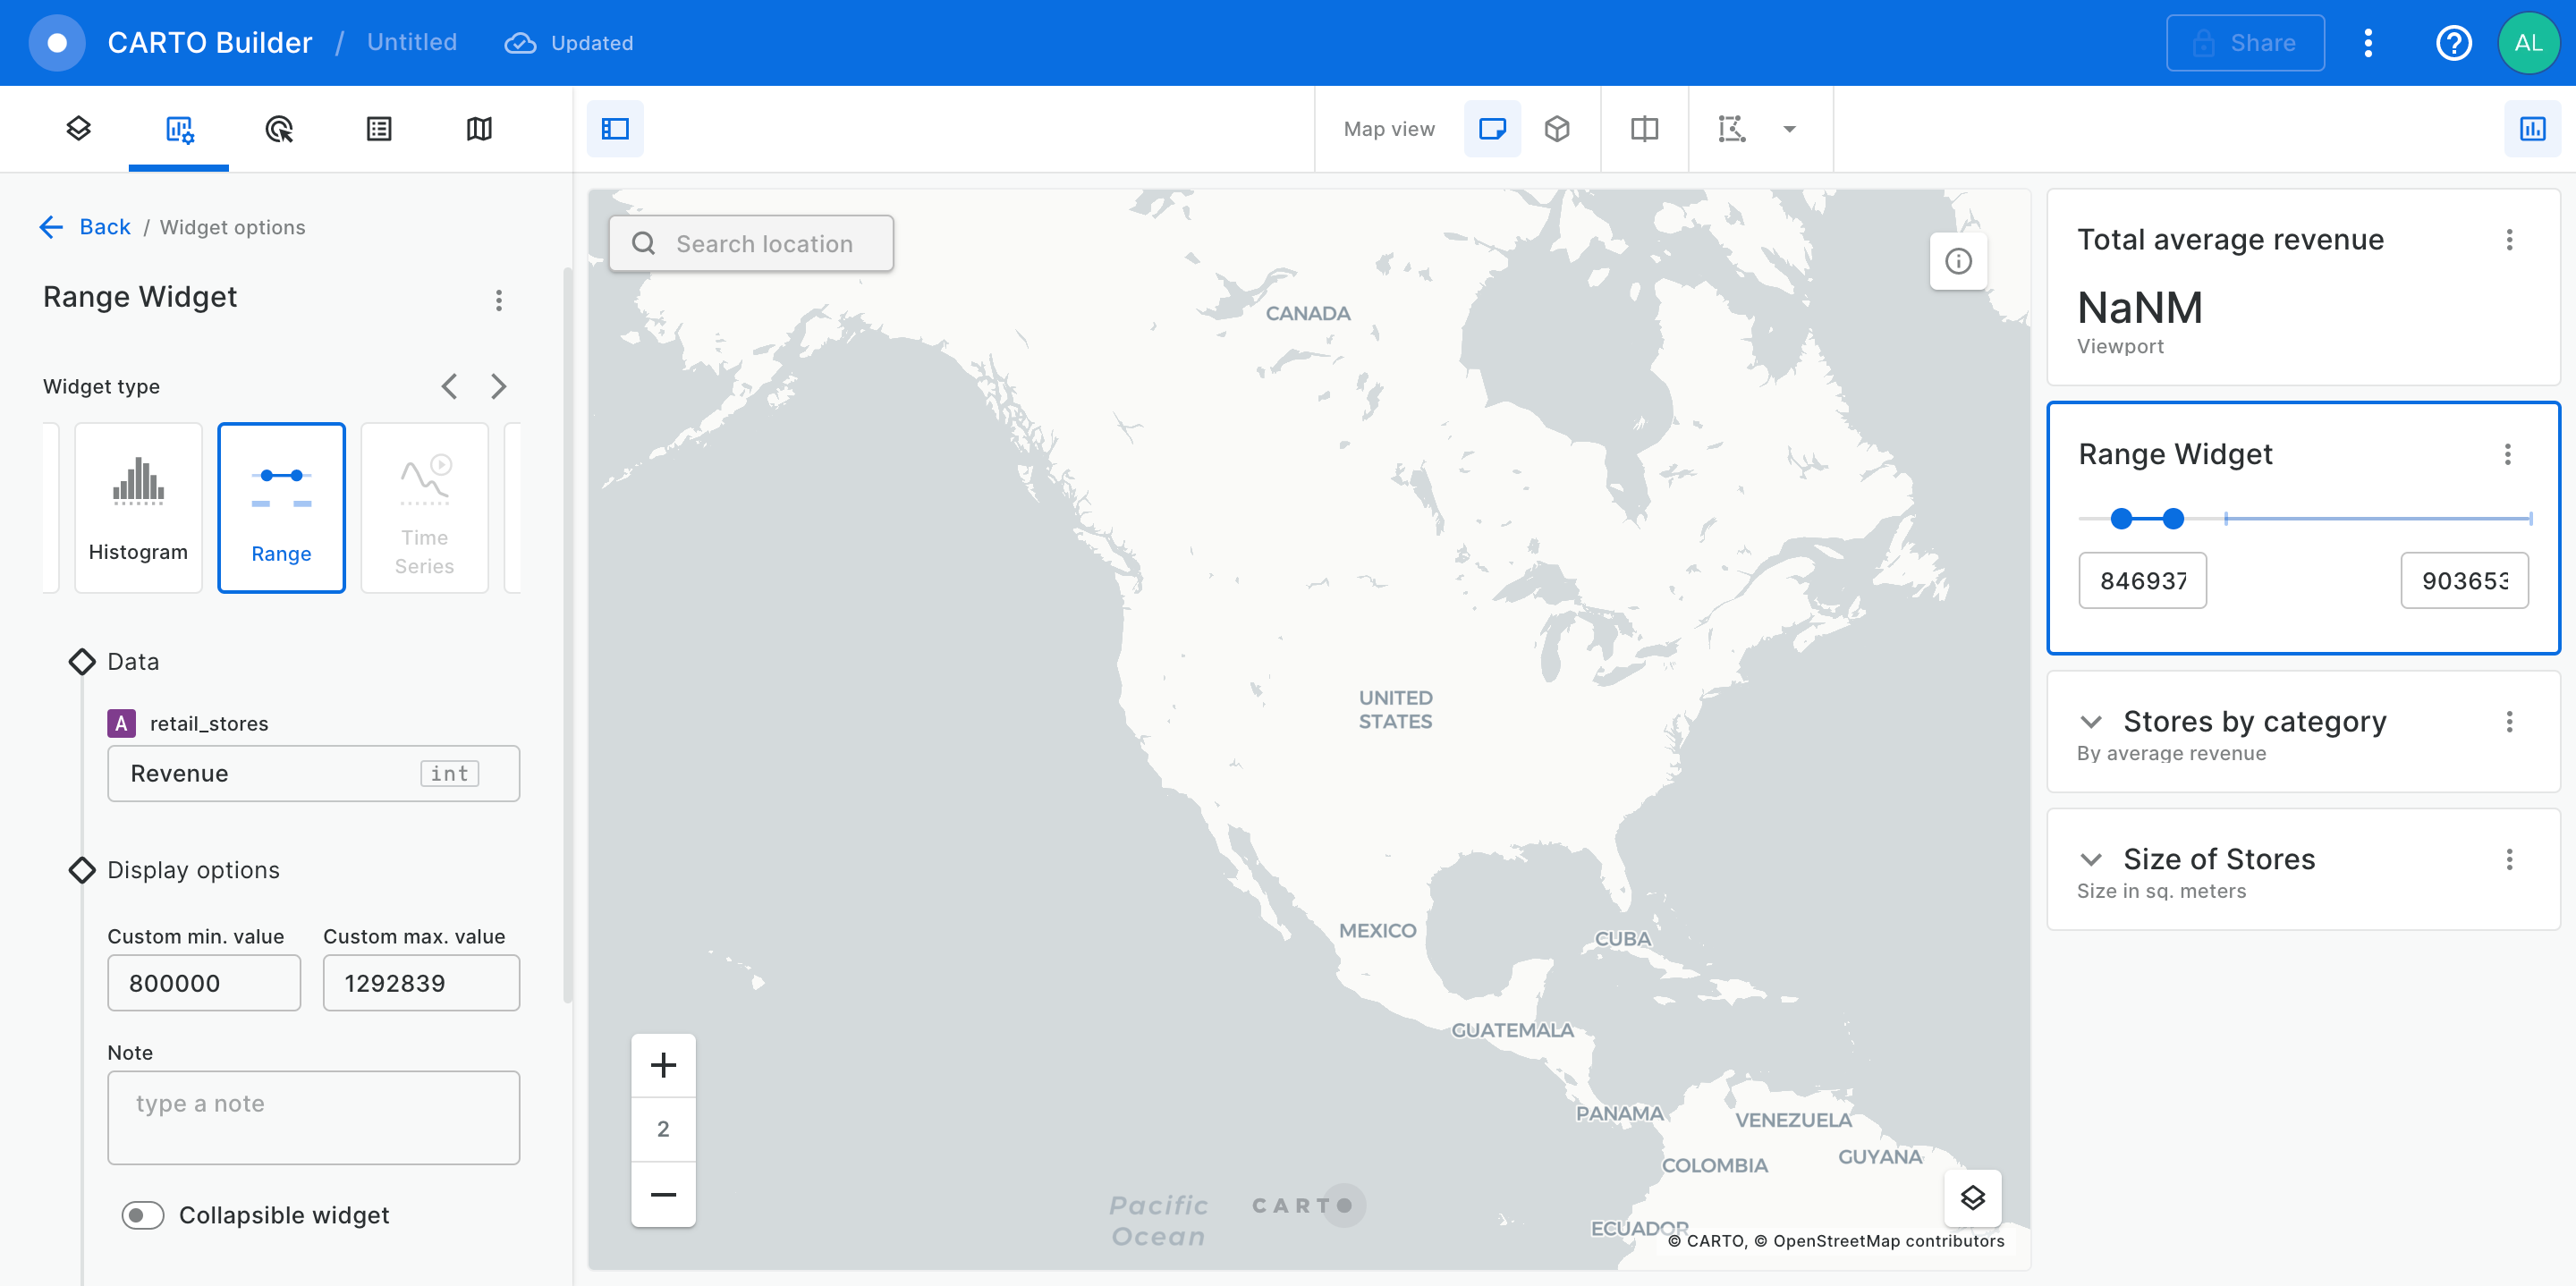 CARTO Builder / Untitled Updated
Share
AL
Map view
Back / Widget options
Range Widget
Widget type
Histogram
Range
Time
Series
Data
A retail_stores
Revenue int
Display options
Custom min. value Custom max. value
800000 1292839
Note
type a note
Collapsible widget
Search location
CANADA
UNITED
STATES
MEXICO
CUBA
GUATEMALA
PANAMA
VENEZUELA
GUYANA
COLOMBIA
ECUADOR
Pacific
Ocean
CARTO
2
© CARTO, © OpenStreetMap contributors
Total average revenue
NaNM
Viewport
Range Widget
846937 903653
Stores by category
By average revenue
Size of Stores
Size in sq. meters